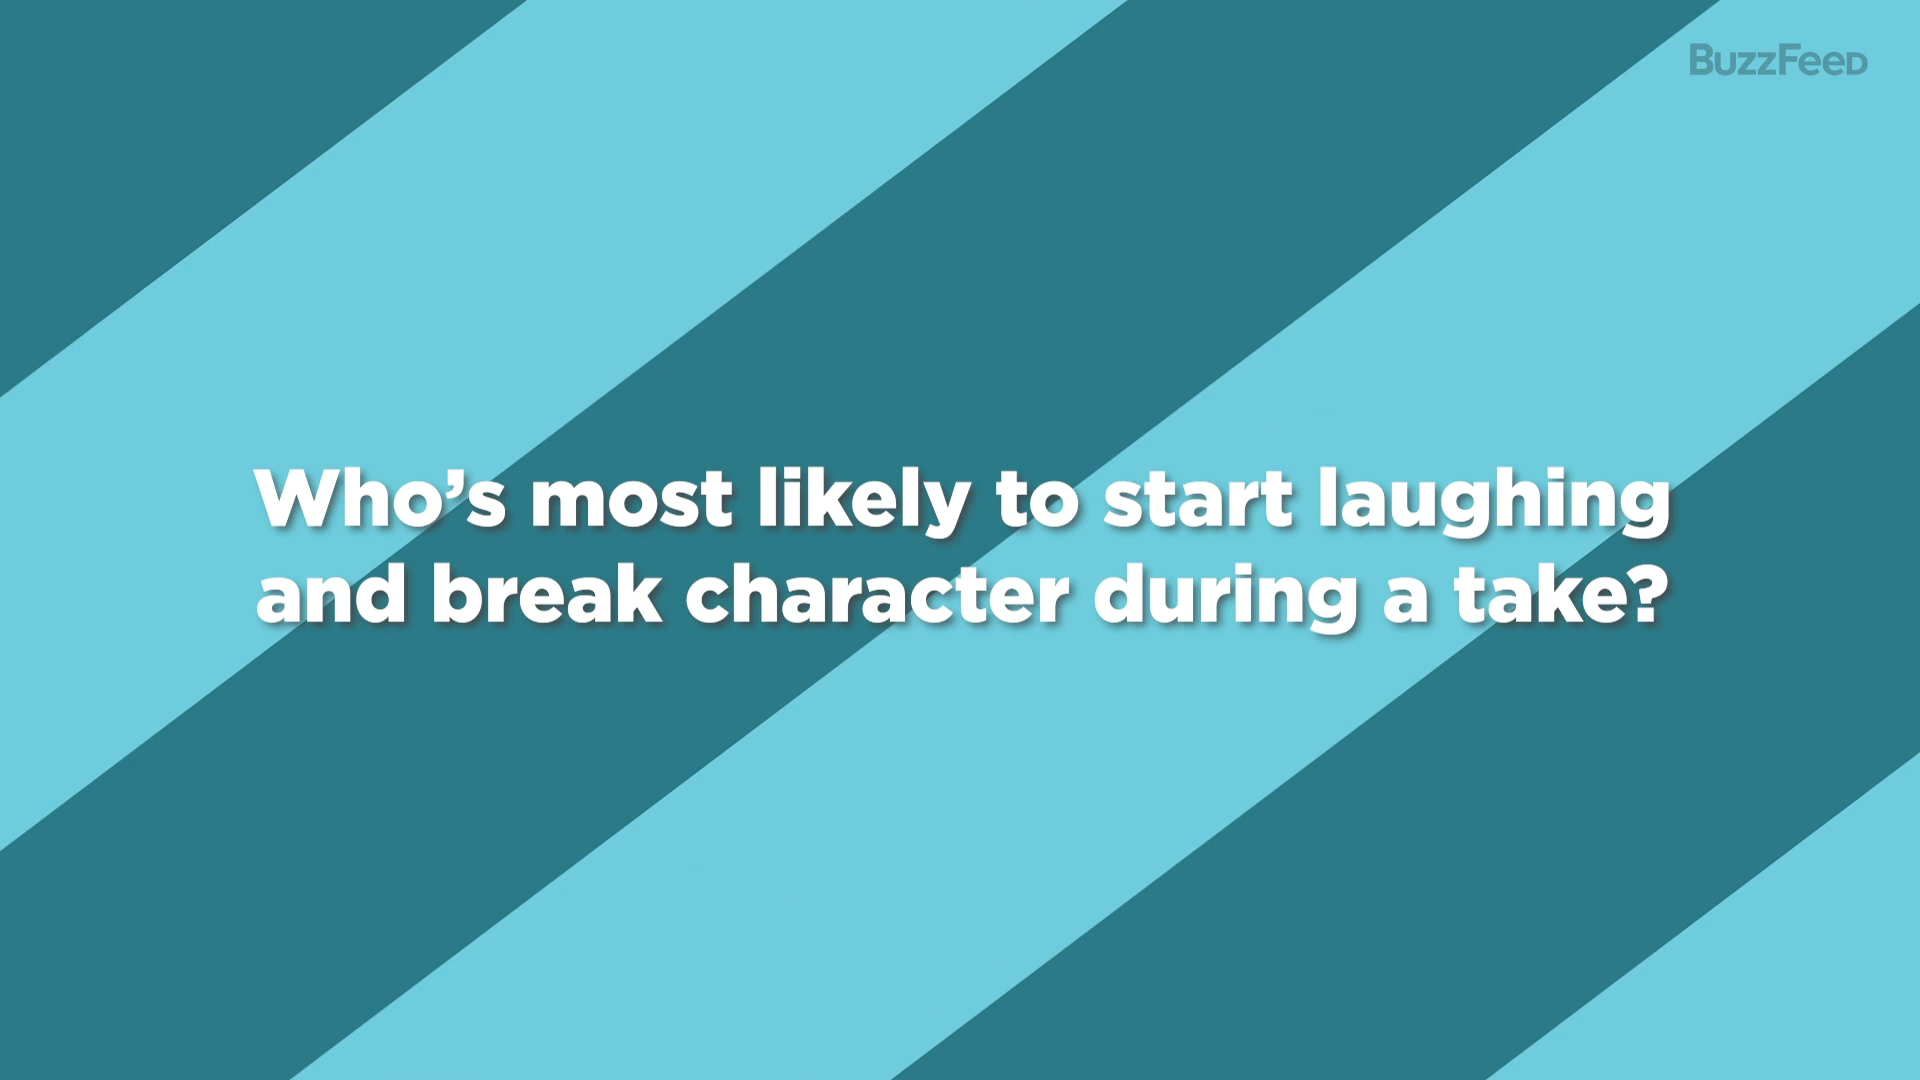 BuzzFeed
Who’s most likely to start laughing
and break character during a take?